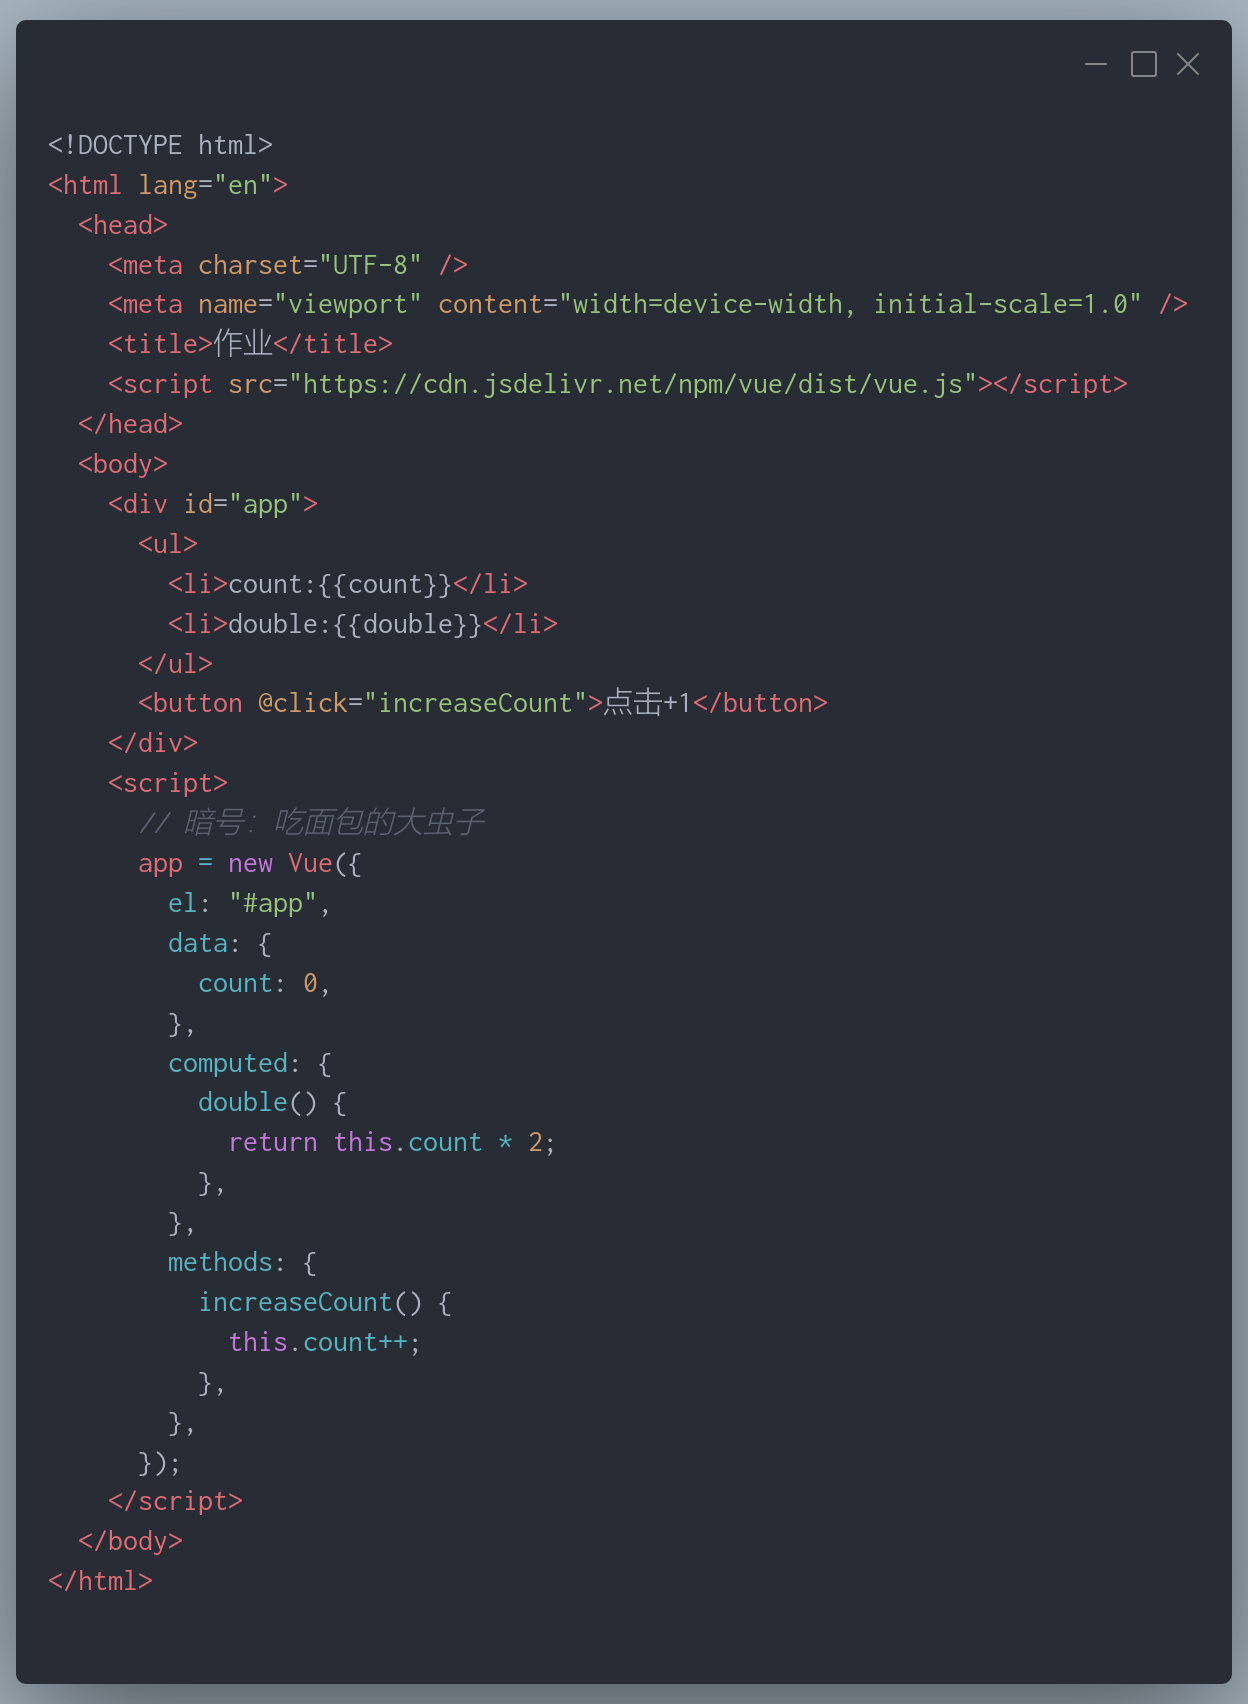 <!DOCTYPE html>
<html lang="en">
  <head>
    <meta charset="UTF-8" />
    <meta name="viewport" content="width=device-width, initial-scale=1.0" />
    <title>作业</title>
    <script src="https://cdn.jsdelivr.net/npm/vue/dist/vue.js"></script>
  </head>
  <body>
    <div id="app">
      <ul>
        <li>count:{{count}}</li>
        <li>double:{{double}}</li>
      </ul>
      <button @click="increaseCount">点击+1</button>
    </div>
    <script>
      // 暗号：吃面包的大虫子
      app = new Vue({
        el: "#app",
        data: {
          count: 0,
        },
        computed: {
          double() {
            return this.count * 2;
          },
        },
        methods: {
          increaseCount() {
            this.count++;
          },
        },
      });
    </script>
  </body>
</html>